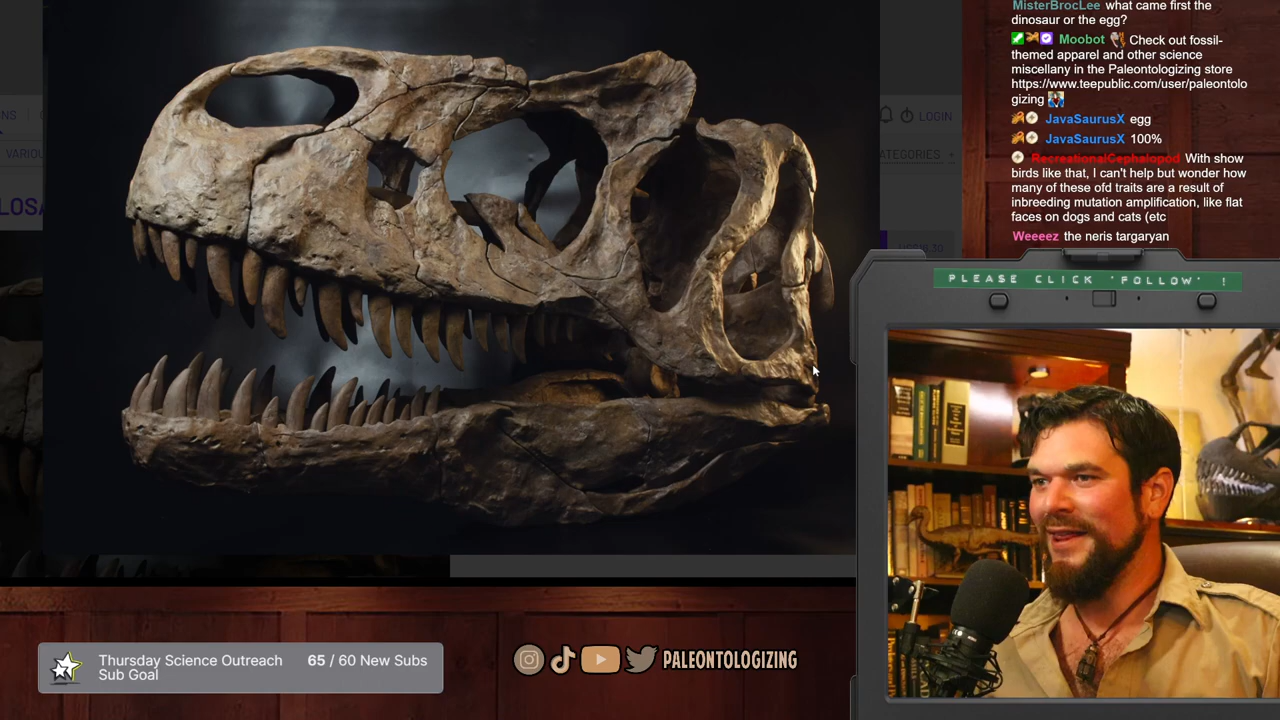 MisterBrocLee what came first the
dinosaur or the egg?
Moobot Check out fossil-
themed apparel and other science
miscellany in the Paleontologizing store
https://www.teepublic.com/user/paleontolo
gizing
JavaSaurusX egg
JavaSaurusX 100%
RecreationalCephalopod With show
birds like that, I can't help but wonder how
many of these ofd traits are a result of
inbreeding mutation amplification, like flat
faces on dogs and cats (etc
Weeeez the neris targaryan
NS
LOGIN
VARIOU
ATEGORIES
LOSA
PLEASE CLICK 'FOLLOW' !
Thursday Science Outreach
Sub Goal
65 / 60 New Subs
PALEONTOLOGIZING